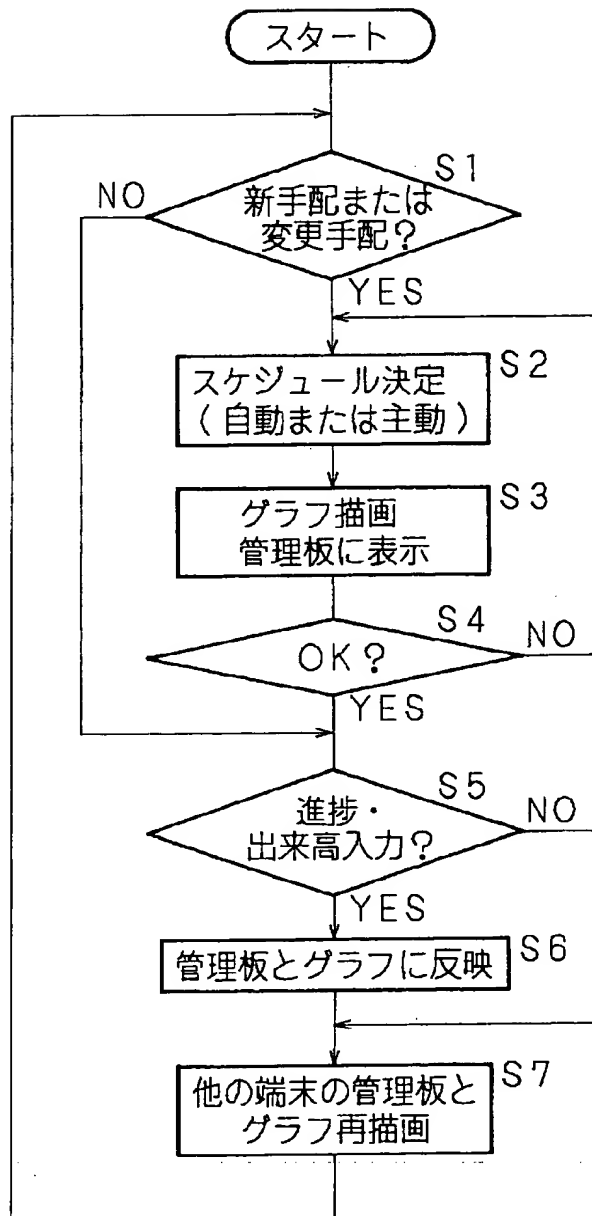 スタート
S1
NO
新手配または
変更手配？
YES
S2
スケジュール決定
（自動または主動）
S3
グラフ描画
管理板に表示
S4
NO
OK？
YES
S5
NO
進捗・
出来高入力？
YES
S6
管理板とグラフに反映
S7
他の端末の管理板と
グラフ再描画